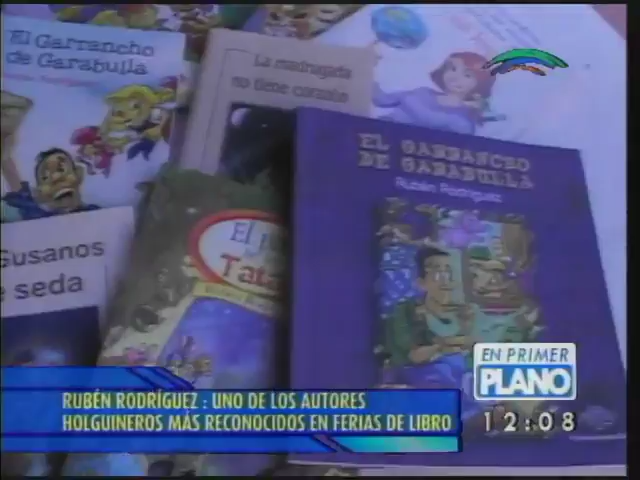 El Garrancho
de Garabulla
La madrugada
no tiene corazón
EL GARRANCHO
DE GARABULLA
Rubén Rodríguez
El
Tata
Gusanos
seda
EN PRIMER
PLANO
12:08
RUBÉN RODRÍGUEZ : UNO DE LOS AUTORES
HOLGUINEROS MÁS RECONOCIDOS EN FERIAS DE LIBRO